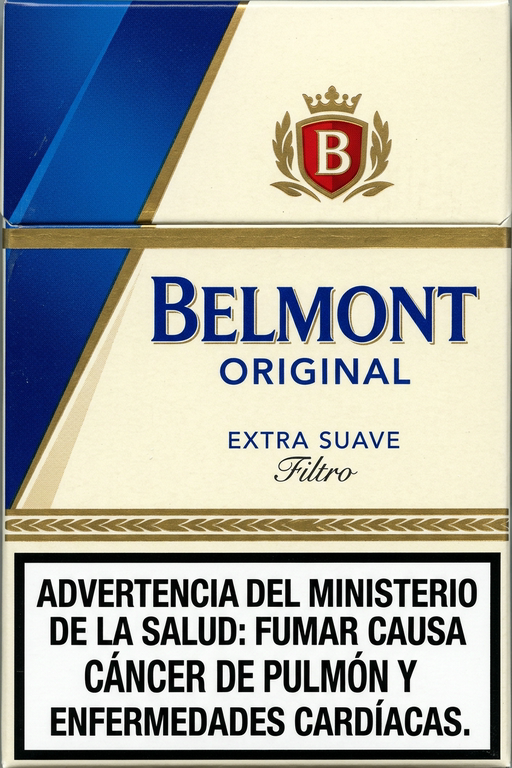 B
BELMONT
ORIGINAL
EXTRA SUAVE
Filtro
ADVERTENCIA DEL MINISTERIO
DE LA SALUD: FUMAR CAUSA
CÁNCER DE PULMÓN Y
ENFERMEDADES CARDÍACAS.